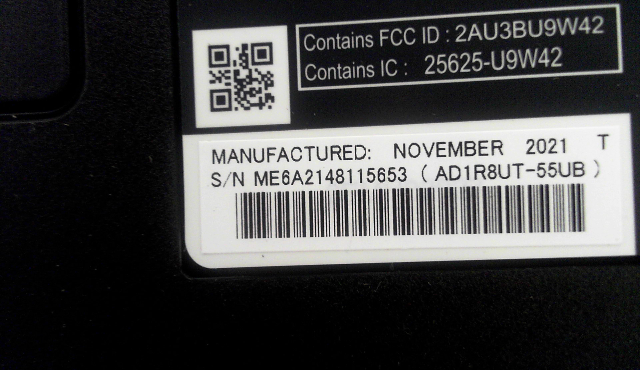 Contains FCC ID : 2AU3BU9W42
Contains IC : 25625-U9W42
MANUFACTURED: NOVEMBER 2021 T
S/N ME6A2148115653 ( AD1R8UT-55UB )